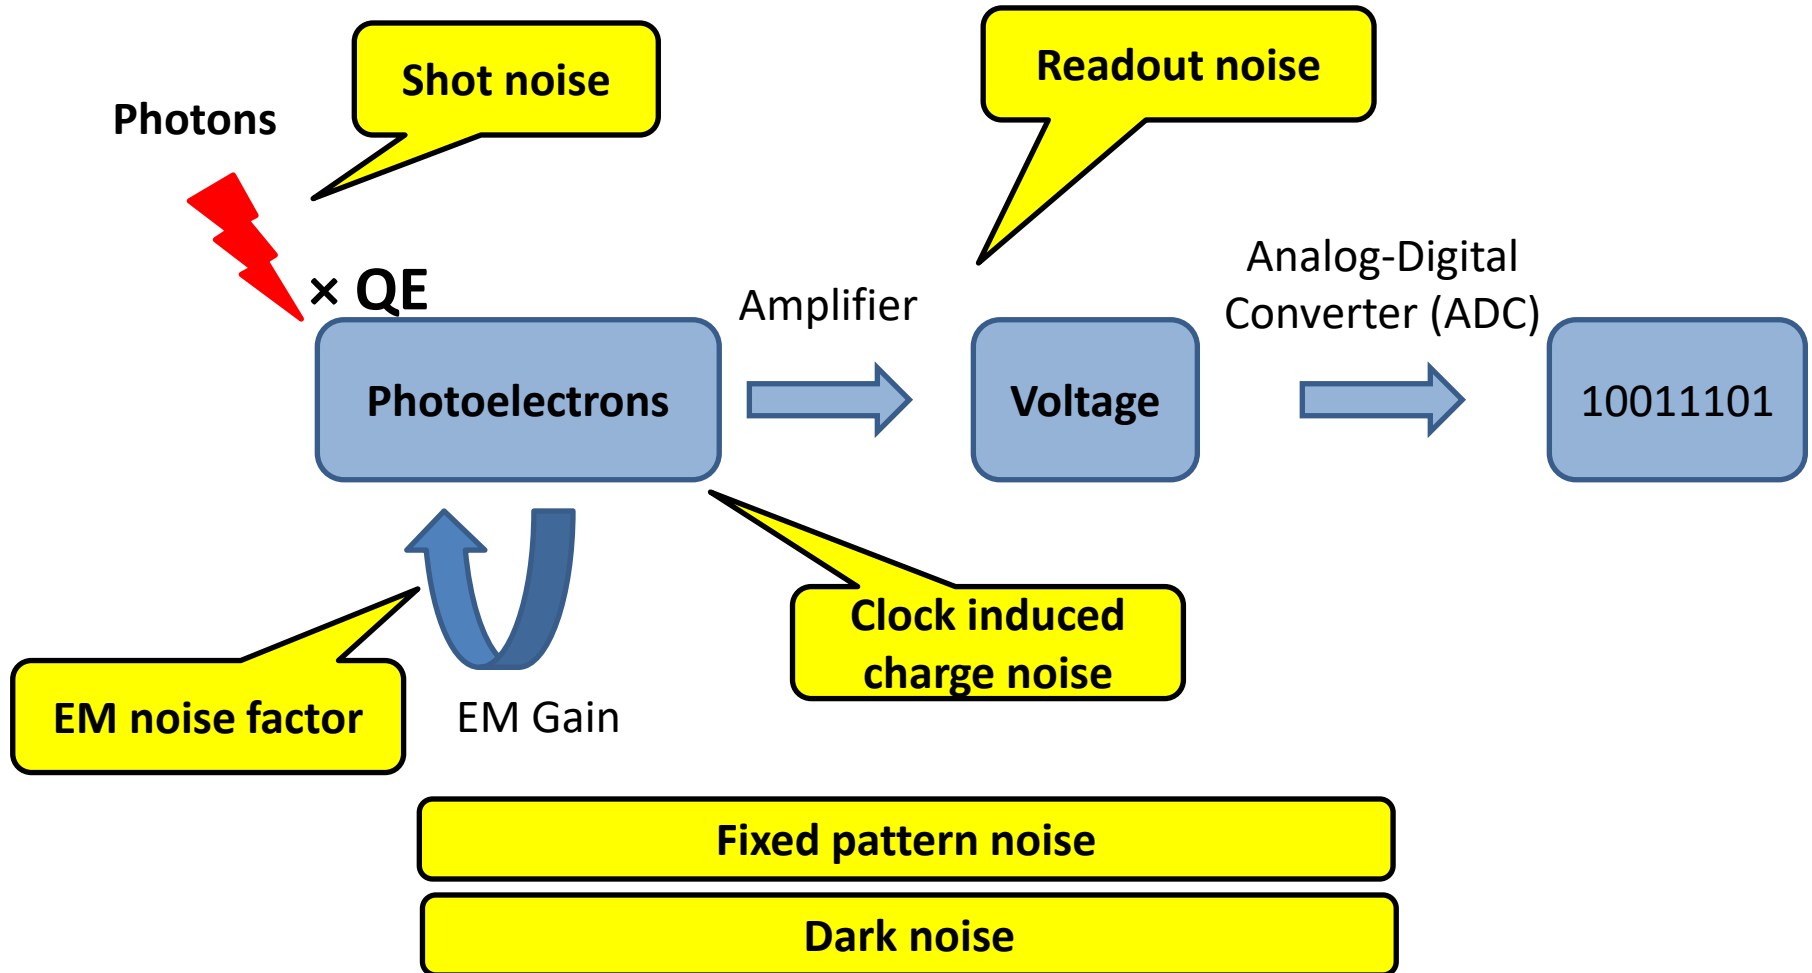 Shot noise
Readout noise
Photons
× QE
Amplifier
Analog-Digital
Converter (ADC)
Photoelectrons
Voltage
10011101
Clock induced
charge noise
EM noise factor
EM Gain
Fixed pattern noise
Dark noise